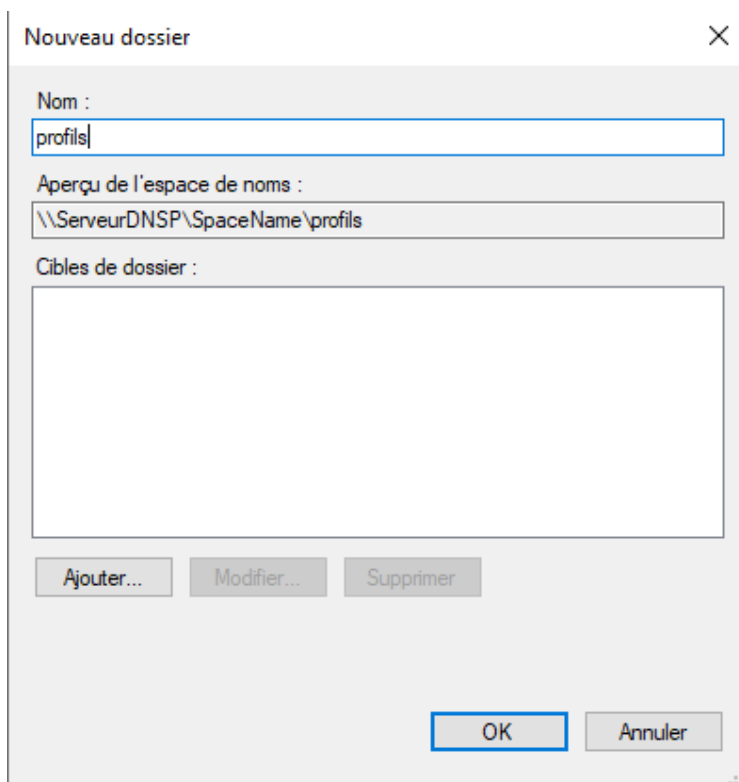 Nouveau dossier
Nom :
profils
Aperçu de l'espace de noms :
\\ServeurDNSP\SpaceName\profils
Cibles de dossier :
Ajouter... Modifier... Supprimer
OK Annuler